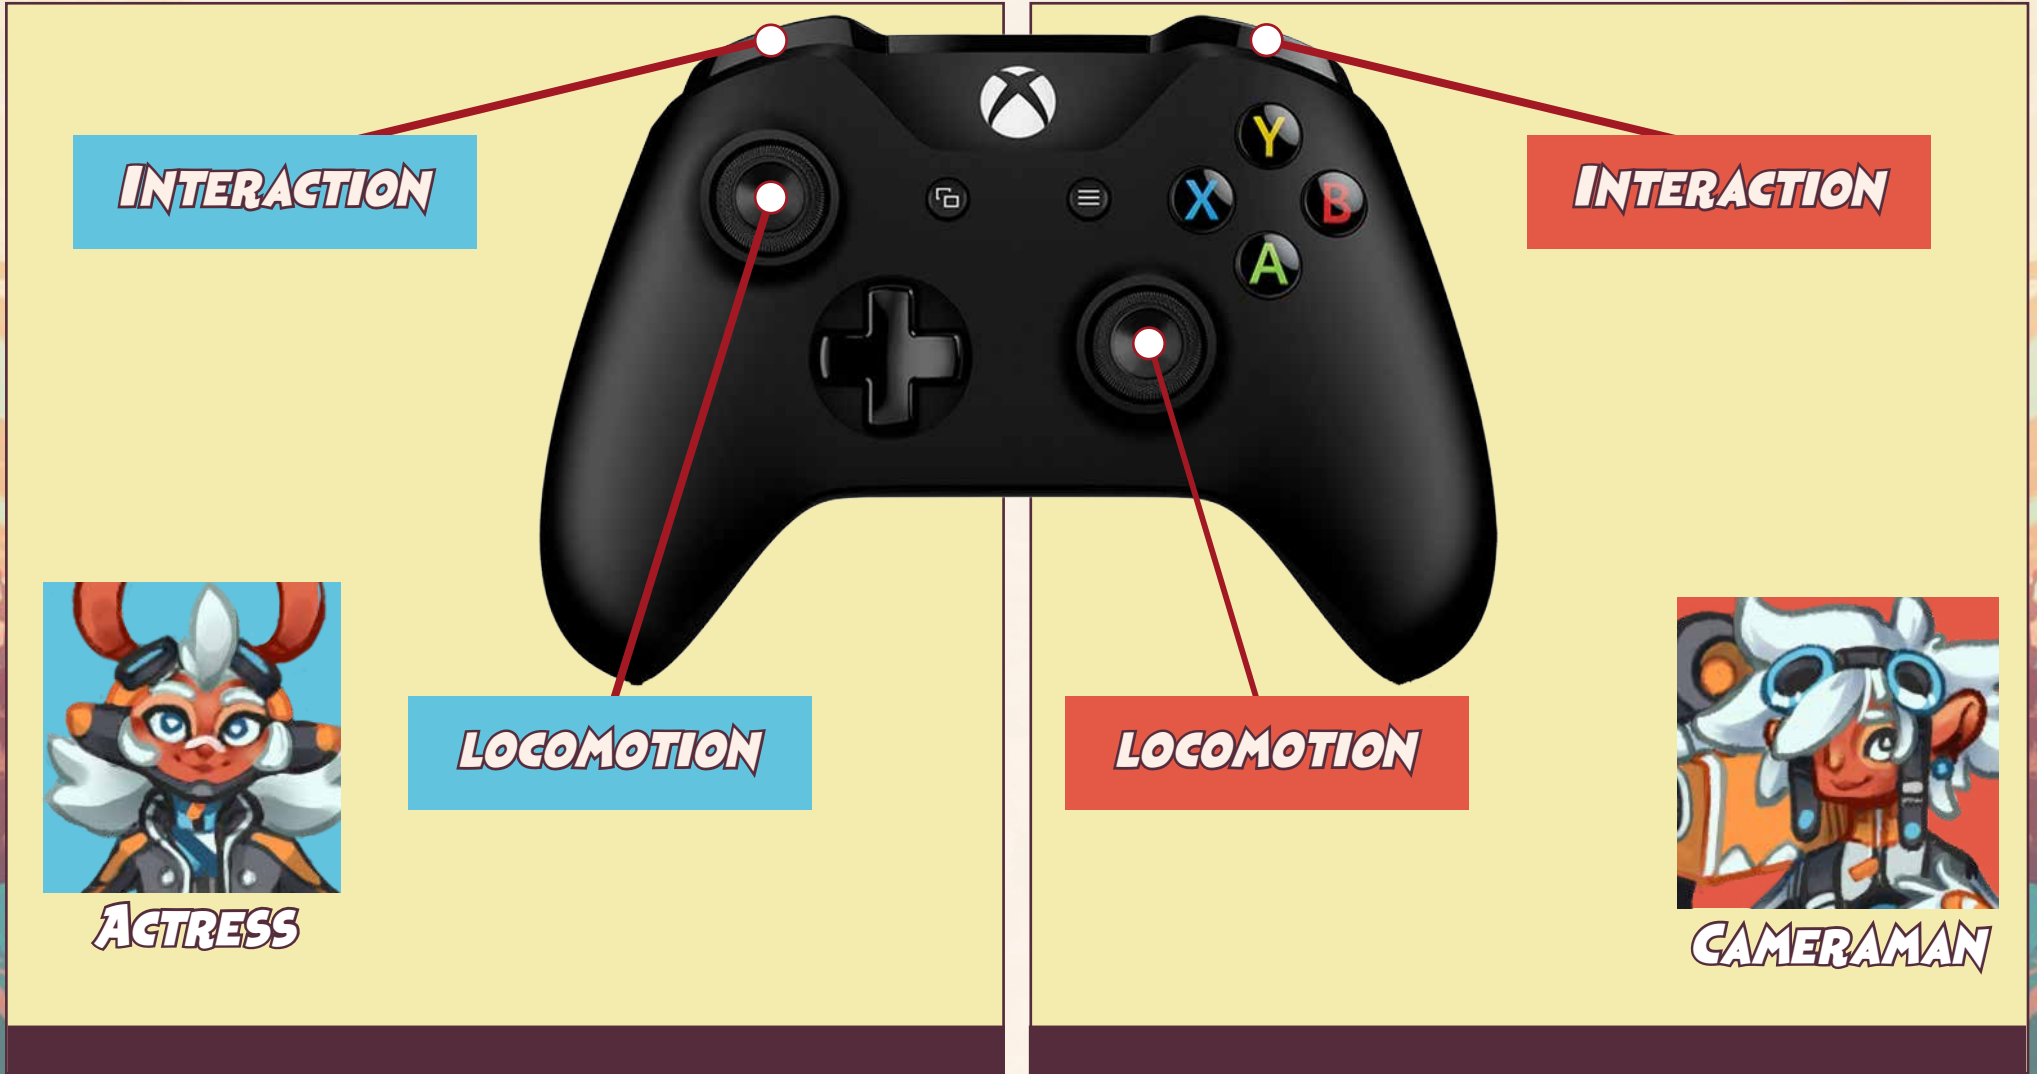 INTERACTION
INTERACTION
Y
X
B
A
LOCOMOTION
LOCOMOTION
ACTRESS
CAMERAMAN